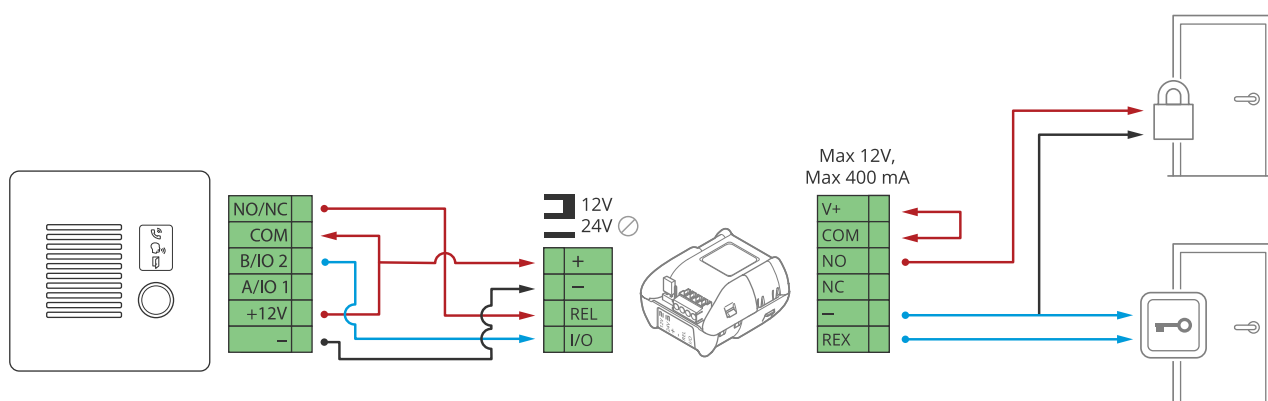 NO/NC
COM
B/IO 2
A/IO 1
+12V
−
12V
24V
+
−
REL
I/O
Max 12V,
Max 400 mA
V+
COM
NO
NC
−
REX